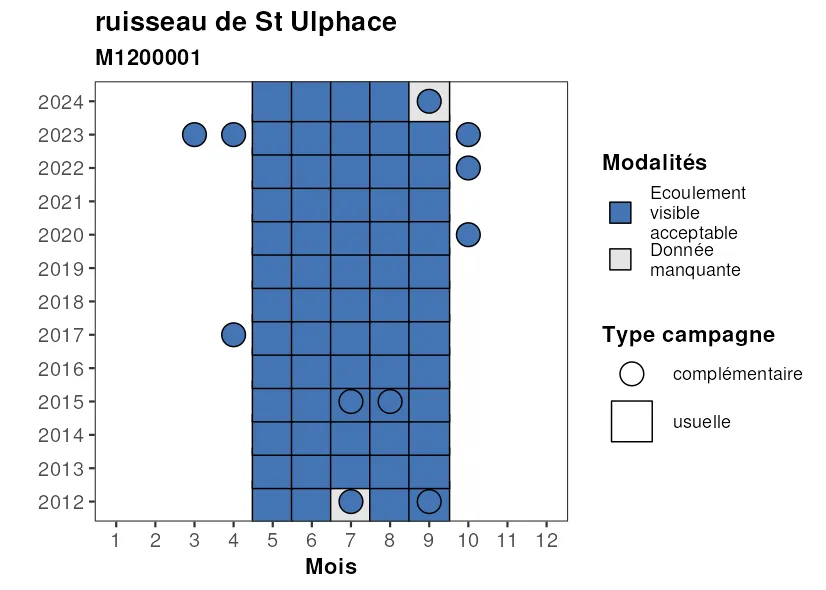 ruisseau de St Ulphace
M1200001
2024
2023
2022
2021
2020
2019
2018
2017
2016
2015
2014
2013
2012
1 2 3 4 5 6 7 8 9 10 11 12
Mois
Modalités
Ecoulement
visible
acceptable
Donnée
manquante
Type campagne
complémentaire
usuelle